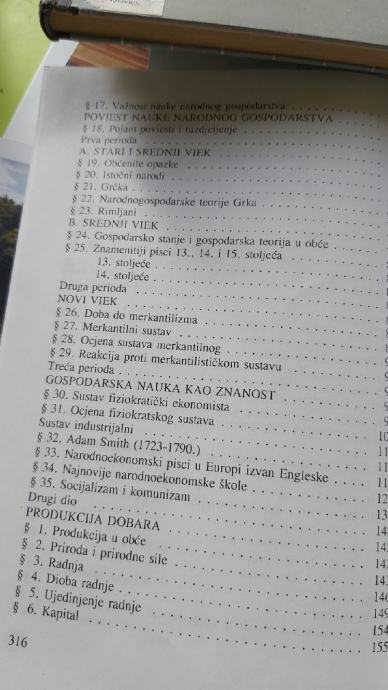 § 17. Važnost nauke narodnog gospodarstva
POVIEST NAUKE NARODNOG GOSPODARSTVA
§ 18. Pojam poviesti i razdjeljenje
Prva perioda
A. STARI I SREDNJI VIEK
§ 19. Obćenite opazke
§ 20. Istočni narodi
§ 21. Grčka
§ 22. Narodnogospodarske teorije Grka
§ 23. Rimljani
B. SREDNJI VIEK
§ 24. Gospodarsko stanje i gospodarska teorija u obće
§ 25. Znamenitiji pisci 13., 14. i 15. stoljeća
13. stoljeće
14. stoljeće
Druga perioda
NOVI VIEK
§ 26. Doba do merkantilizma
§ 27. Merkantilni sustav
§ 28. Ocjena sustava merkantilnog
§ 29. Reakcija proti merkantilističkom sustavu
Treća perioda
GOSPODARSKA NAUKA KAO ZNANOST
§ 30. Sustav fiziokratički ekonomista
§ 31. Ocjena fiziokratskog sustava
Sustav industrijalni
§ 32. Adam Smith (1723-1790.)
§ 33. Narodnoekonomski pisci u Europi izvan Engleske
§ 34. Najnovije narodnoekonomske škole
§ 35. Socijalizam i komunizam
Drugi dio
PRODUKCIJA DOBARA
§ 1. Produkcija u obće
§ 2. Priroda i prirodne sile
§ 3. Radnja
§ 4. Dioba radnje 146
§ 5. Ujedinjenje radnje 149
§ 6. Kapital 154
155
316